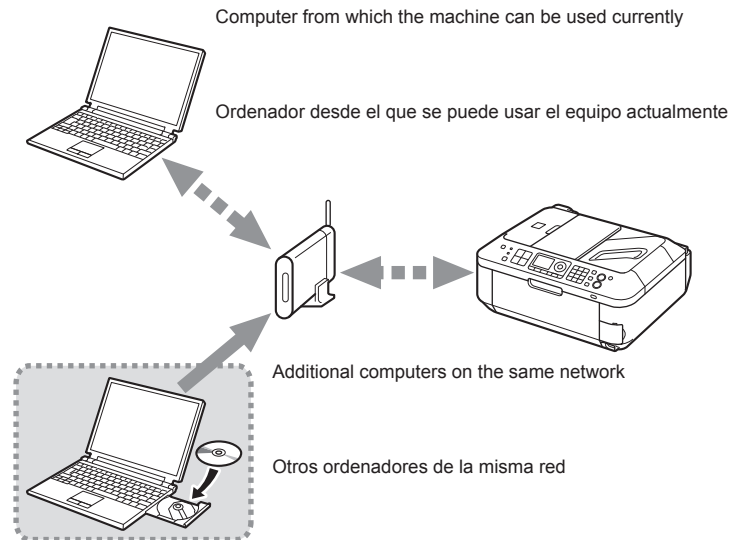 Computer from which the machine can be used currently
Ordenador desde el que se puede usar el equipo actualmente
Additional computers on the same network
Otros ordenadores de la misma red